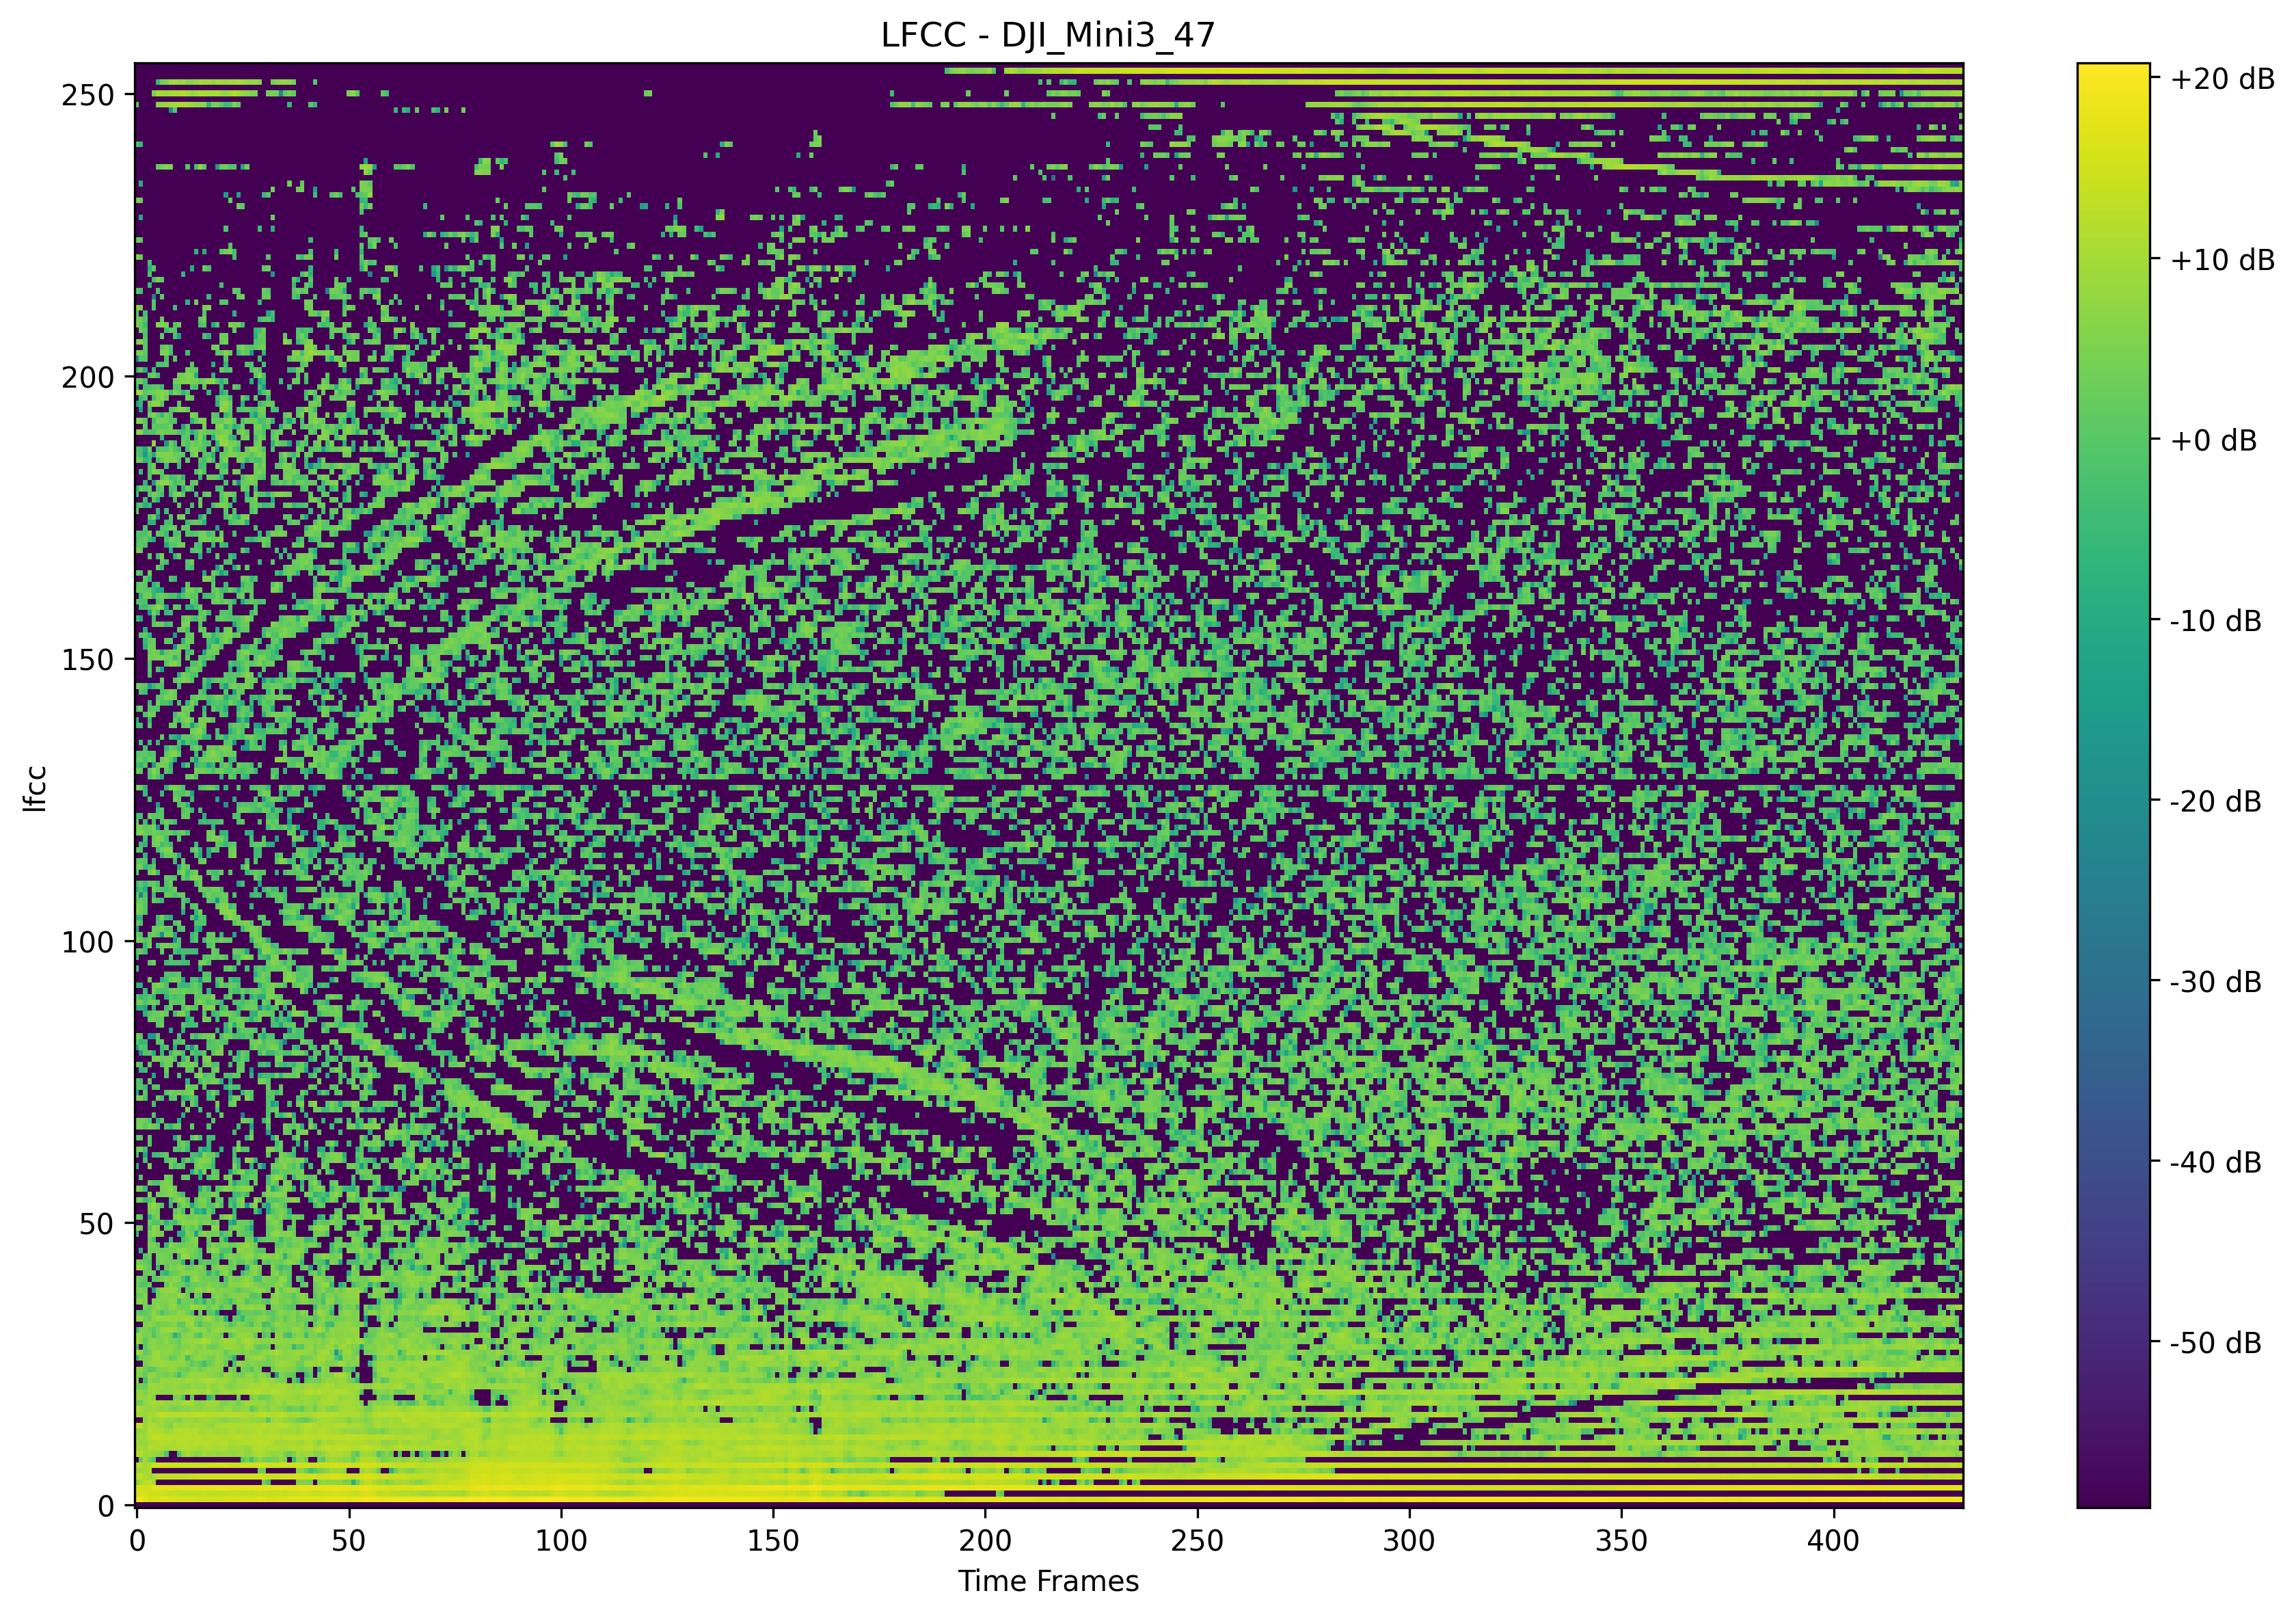 LFCC - DJI_Mini3_47
250
200
150
100
50
0
lfcc
0 50 100 150 200 250 300 350 400
Time Frames
+20 dB
+10 dB
+0 dB
-10 dB
-20 dB
-30 dB
-40 dB
-50 dB